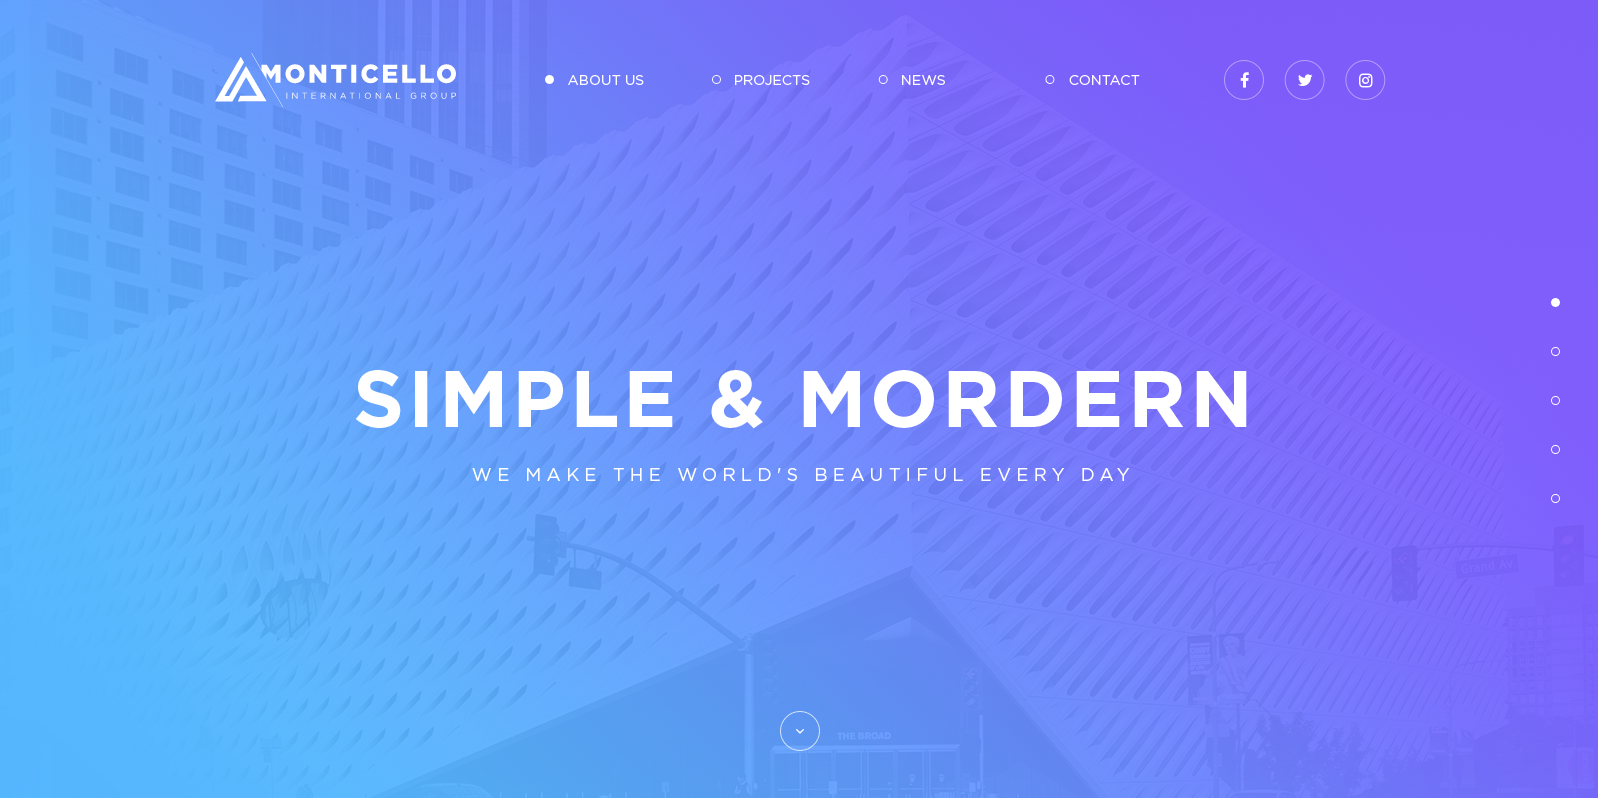 MONTICELLO
INTERNATIONAL GROUP
ABOUT US
PROJECTS
NEWS
CONTACT
SIMPLE & MORDERN
WE MAKE THE WORLD'S BEAUTIFUL EVERY DAY
Grand Av
THE BROAD